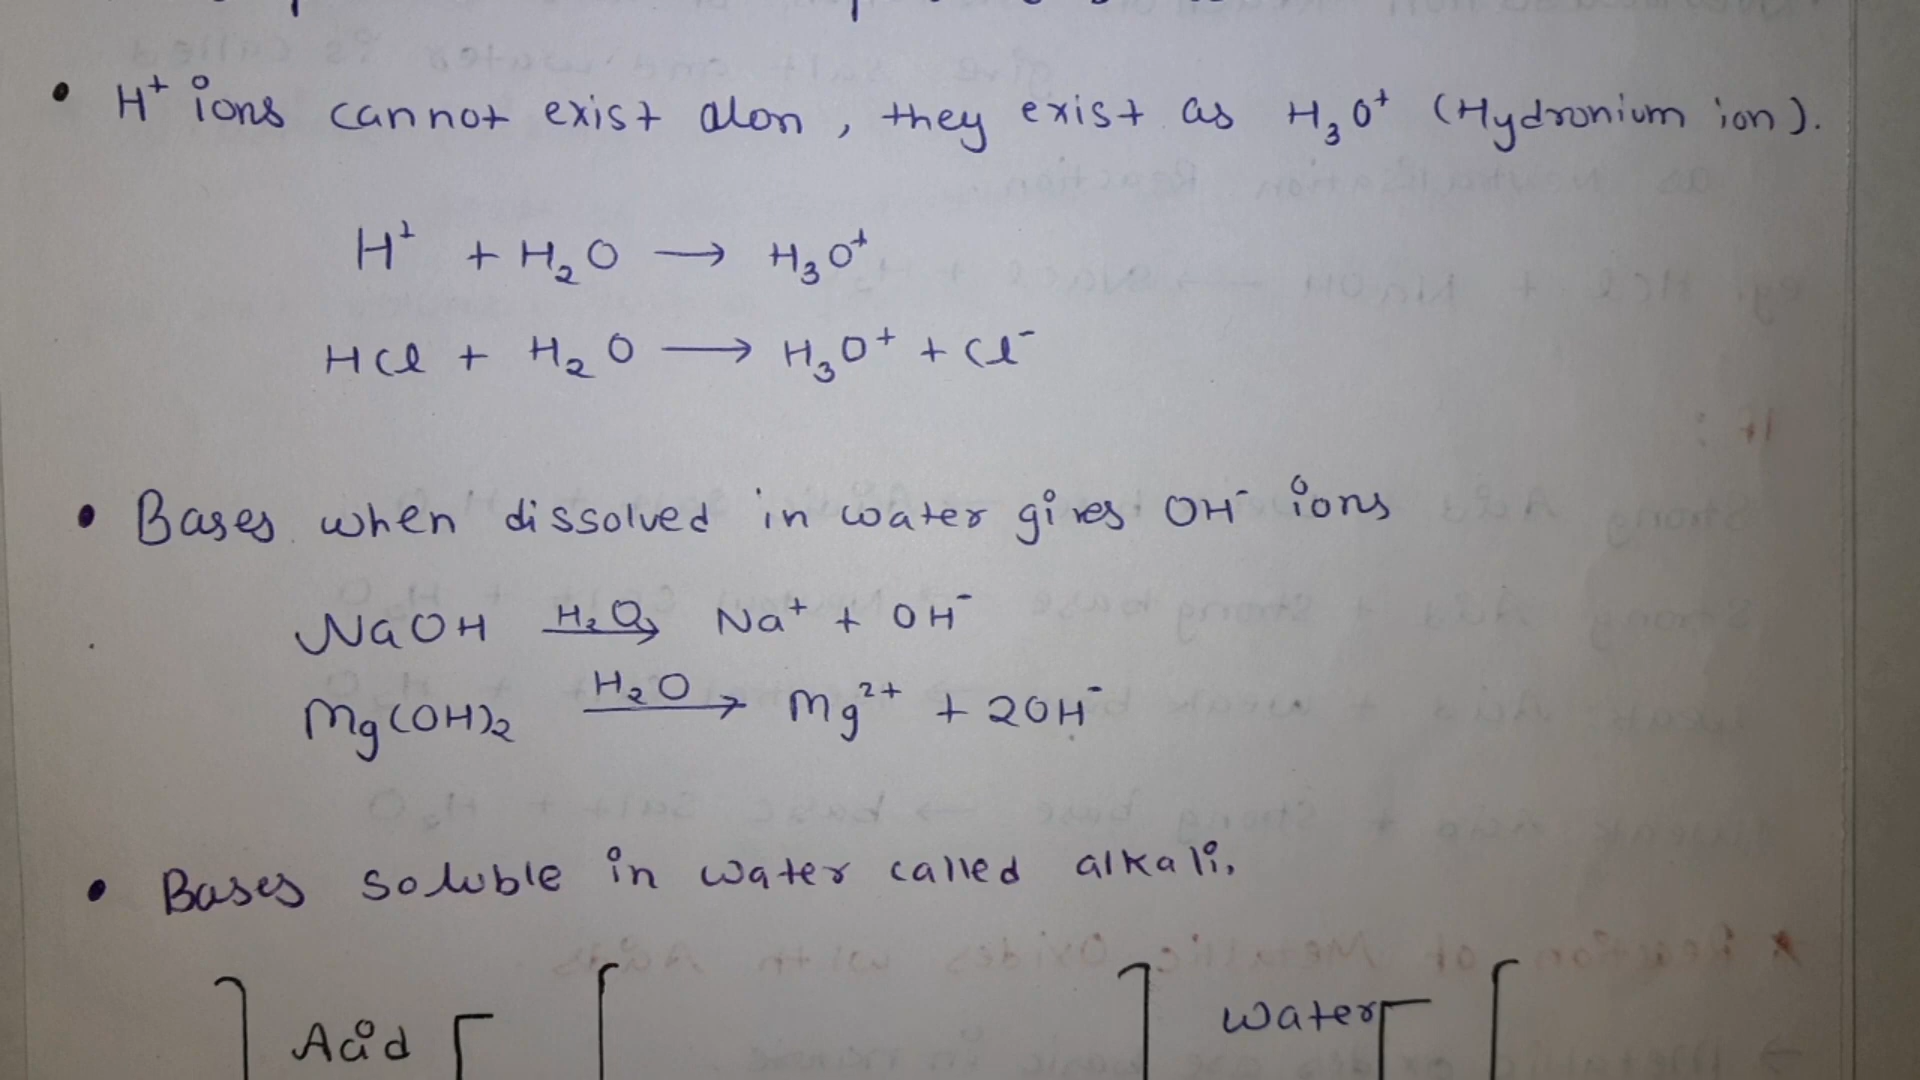 • H⁺ ions cannot exist alon, they exist as H₃O⁺ (Hydronium ion).
H⁺ + H₂O → H₃O⁺
HCl + H₂O → H₃O⁺ + Cl⁻
• Bases when dissolved in water gives OH⁻ ions
NaOH H₂O→ Na⁺ + OH⁻
Mg(OH)₂ H₂O→ Mg²⁺ + 2OH⁻
• Bases soluble in water called alkali.
Acid Water